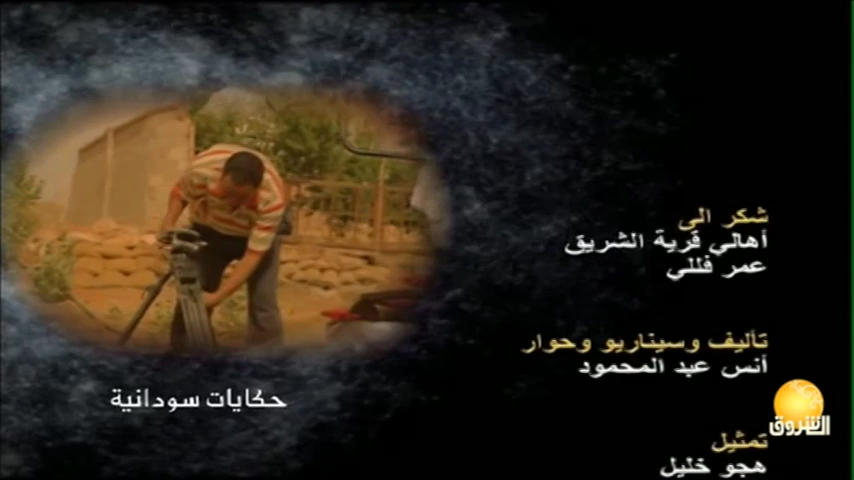 شكر الى
أهالي قرية الشريق
عمر فللي
تأليف وسيناريو وحوار
أنس عبد المحمود
حكايات سودانية
الشروق
تمثيل
هجو خليل